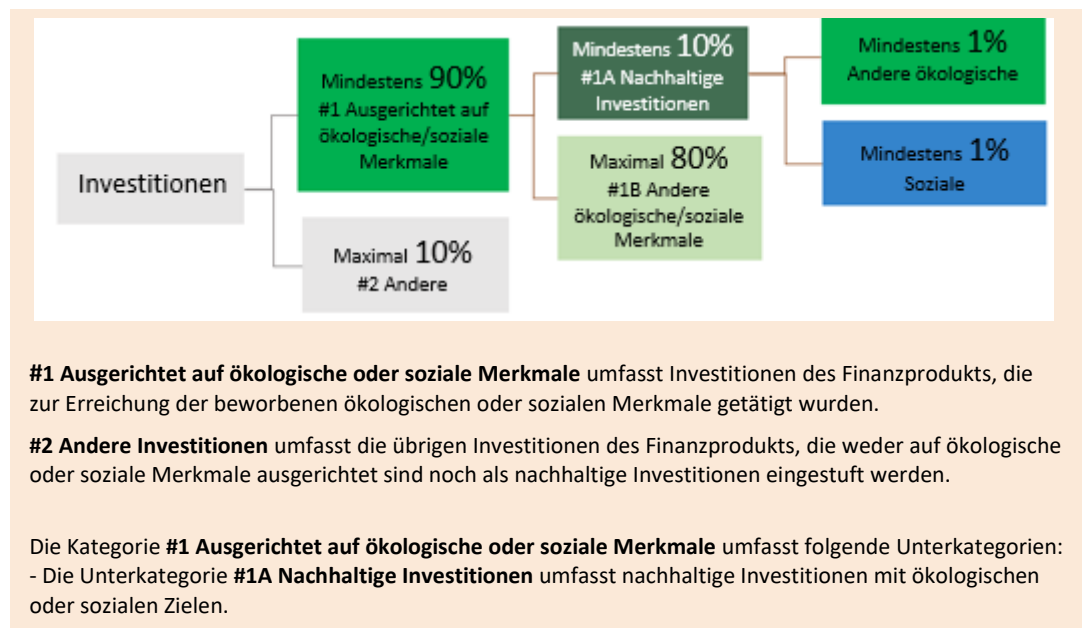 Investitionen
Mindestens 90%
#1 Ausgerichtet auf
ökologische/soziale
Merkmale
Maximal 10%
#2 Andere
Mindestens 10%
#1A Nachhaltige
Investitionen
Maximal 80%
#1B Andere
ökologische/soziale
Merkmale
Mindestens 1%
Andere ökologische
Mindestens 1%
Soziale
#1 Ausgerichtet auf ökologische oder soziale Merkmale umfasst Investitionen des Finanzprodukts, die
zur Erreichung der beworbenen ökologischen oder sozialen Merkmale getätigt wurden.
#2 Andere Investitionen umfasst die übrigen Investitionen des Finanzprodukts, die weder auf ökologische
oder soziale Merkmale ausgerichtet sind noch als nachhaltige Investitionen eingestuft werden.
Die Kategorie #1 Ausgerichtet auf ökologische oder soziale Merkmale umfasst folgende Unterkategorien:
- Die Unterkategorie #1A Nachhaltige Investitionen umfasst nachhaltige Investitionen mit ökologischen
oder sozialen Zielen.